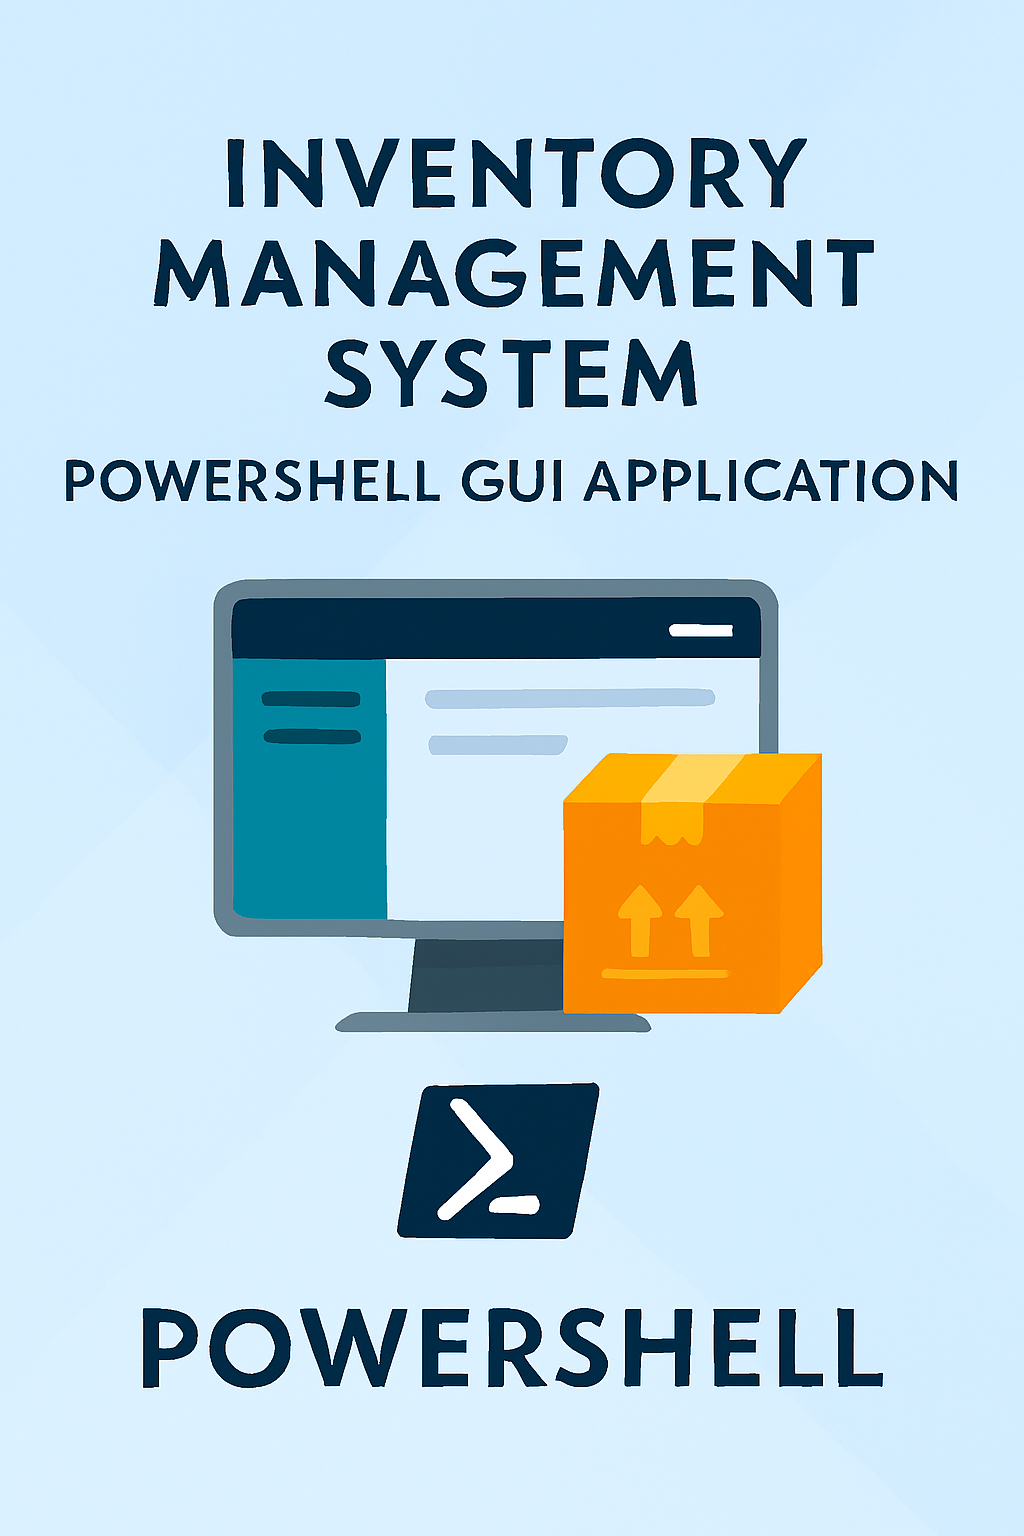 INVENTORY
MANAGEMENT
SYSTEM
POWERSHELL GUI APPLICATION
POWERSHELL